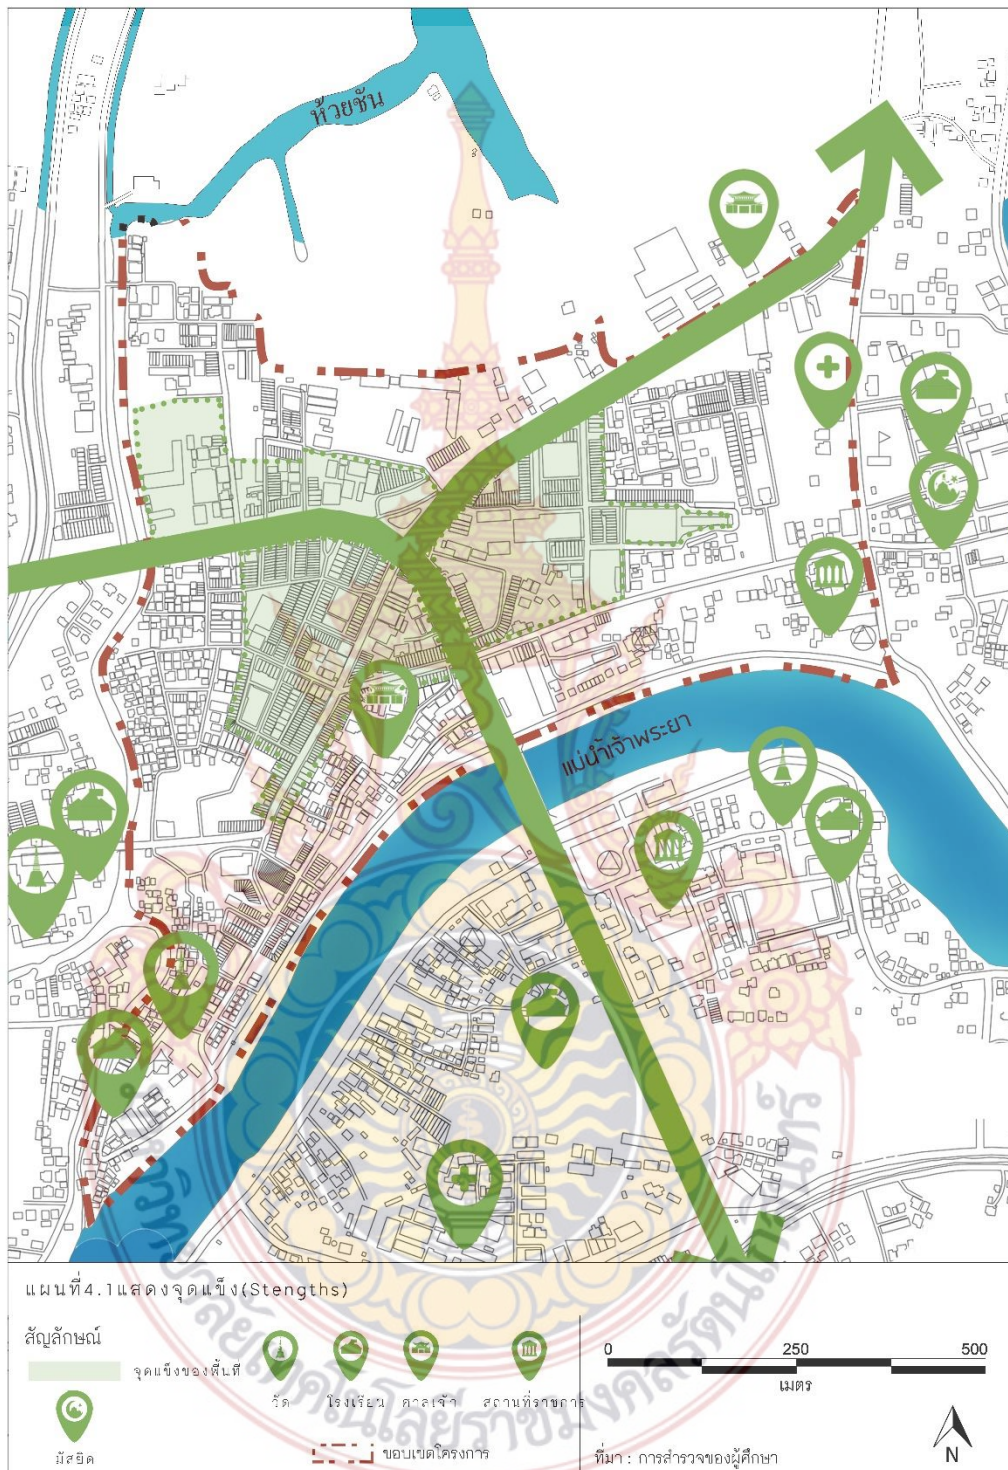 ห้วยชัน
แม่น้ำเจ้าพระยา
แผนที่4.1แสดงจุดแข็ง(Stengths)
สัญลักษณ์
จุดแข็งของพื้นที่
วัด โรงเรียน ศาลเจ้า สถานที่ราชการ
มัสยิด
ขอบเขตโครงการ
0 250 500
เมตร
ที่มา : การสำรวจของผู้ศึกษา
N